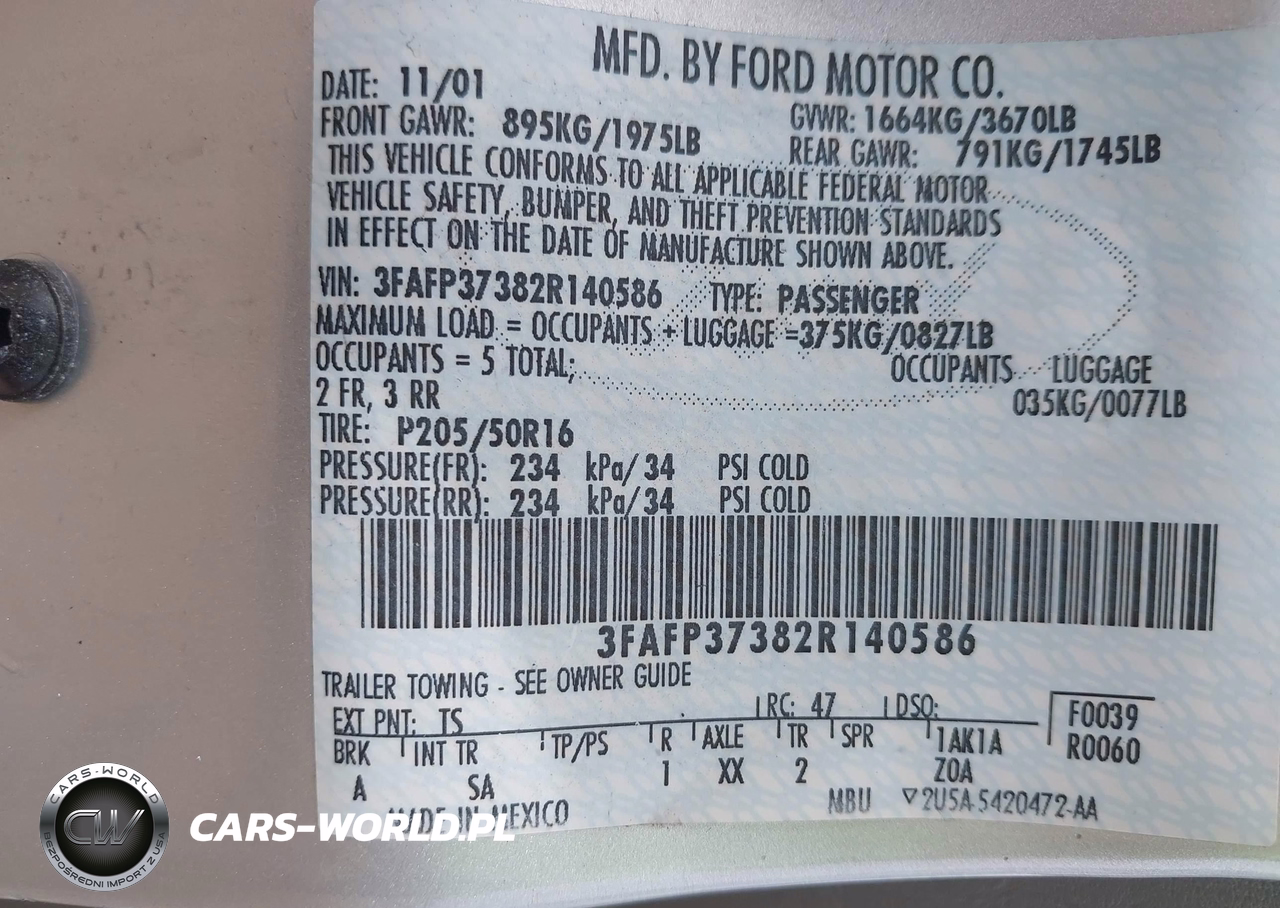 MFD. BY FORD MOTOR CO.
DATE: 11/01
FRONT GAWR: 895KG/1975LB
GVWR: 1664KG/3670LB
REAR GAWR: 791KG/1745LB
THIS VEHICLE CONFORMS TO ALL APPLICABLE FEDERAL MOTOR
VEHICLE SAFETY, BUMPER, AND THEFT PREVENTION STANDARDS
IN EFFECT ON THE DATE OF MANUFACTURE SHOWN ABOVE.
VIN: 3FAFP37382R140586 TYPE: PASSENGER
MAXIMUM LOAD = OCCUPANTS + LUGGAGE =375KG/0827LB
OCCUPANTS = 5 TOTAL; OCCUPANTS LUGGAGE
2 FR, 3 RR 035KG/0077LB
TIRE: P205/50R16
PRESSURE(FR): 234 kPa/ 34 PSI COLD
PRESSURE(RR): 234 kPa/ 34 PSI COLD
3FAFP37382R140586
TRAILER TOWING - SEE OWNER GUIDE
EXT PNT: TS RC: 47 DSO: F0039
BRK INT TR TP/PS R AXLE TR SPR 1AK1A R0060
A SA 1 XX 2 Z0A
MADE IN MEXICO MBU 2U5A-5420472-AA
CARS-WORLD
CW
BEZPOŚREDNI IMPORT Z USA
CARS-WORLD.PL